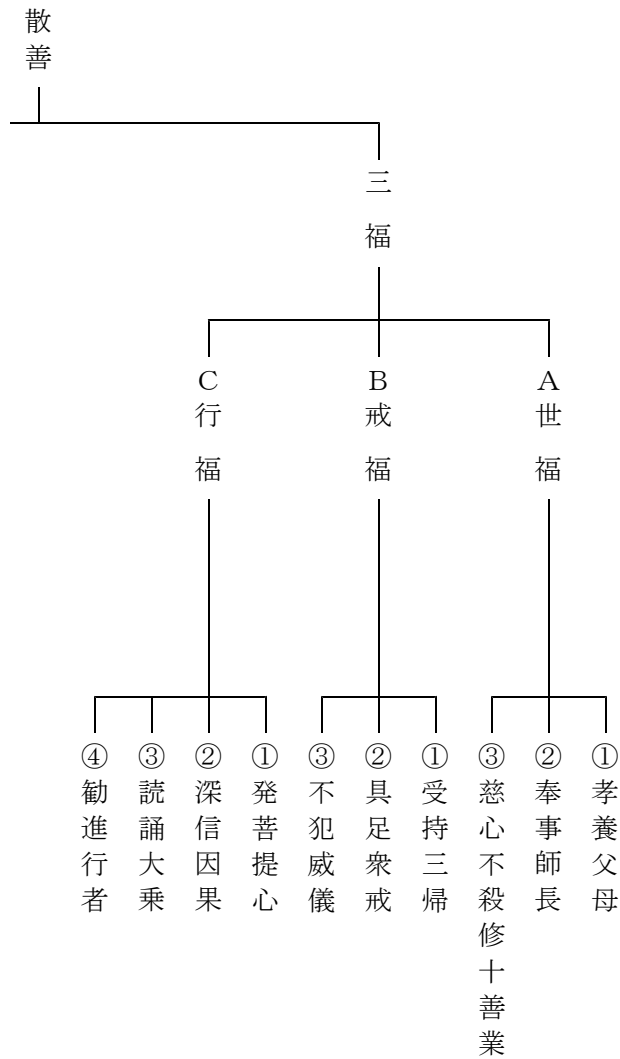 散善
三福
A世福
①孝養父母
②奉事師長
③慈心不殺修十善業
B戒福
①受持三帰
②具足衆戒
③不犯威儀
C行福
①発菩提心
②深信因果
③読誦大乗
④勧進行者